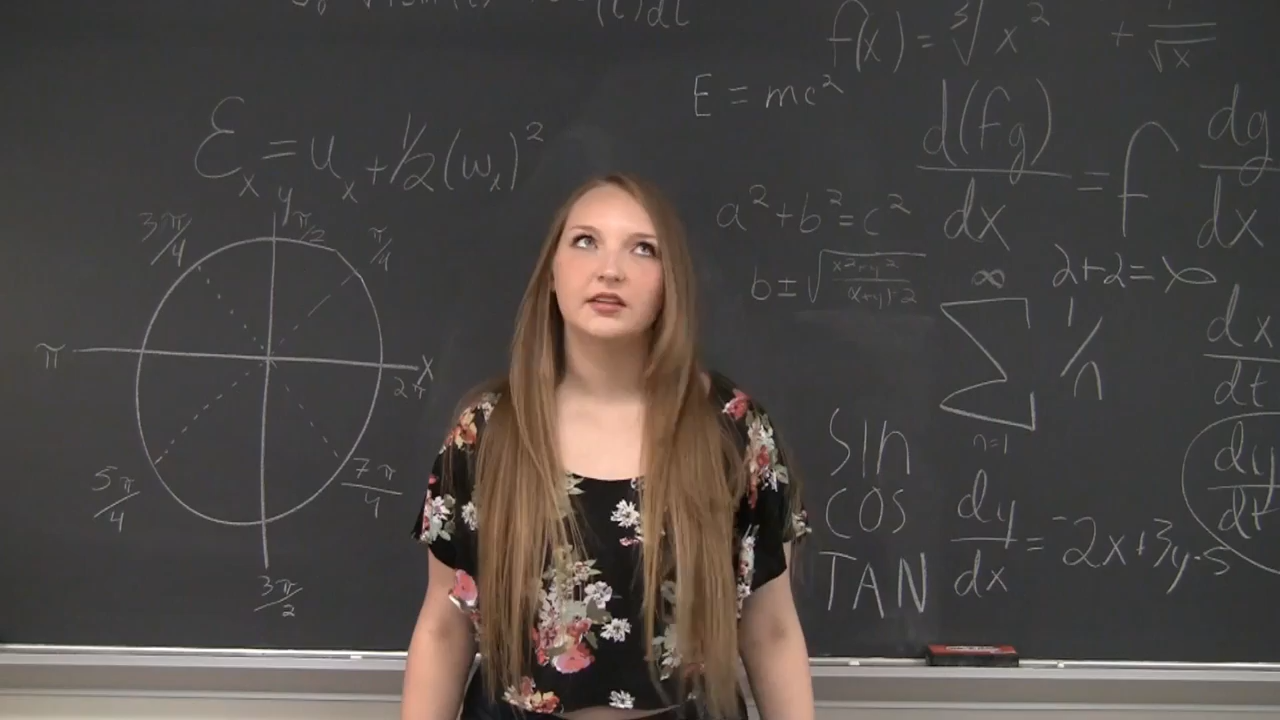 f(x) = ∛x² + 1/√x
E = mc²
Ɛx = ux + 1/2 (wx)²
d(fg)/dx = f dg/dx
a² + b² = c²
y
3π/4
π/2
π/4
b ± √
2+2=
∞
Σ 1/n
n=1
π
x
2π
dx/dt
SIN
COS
TAN
5π/4
7π/4
dy/dx = -2x+3y-5
dy/dt
3π/2